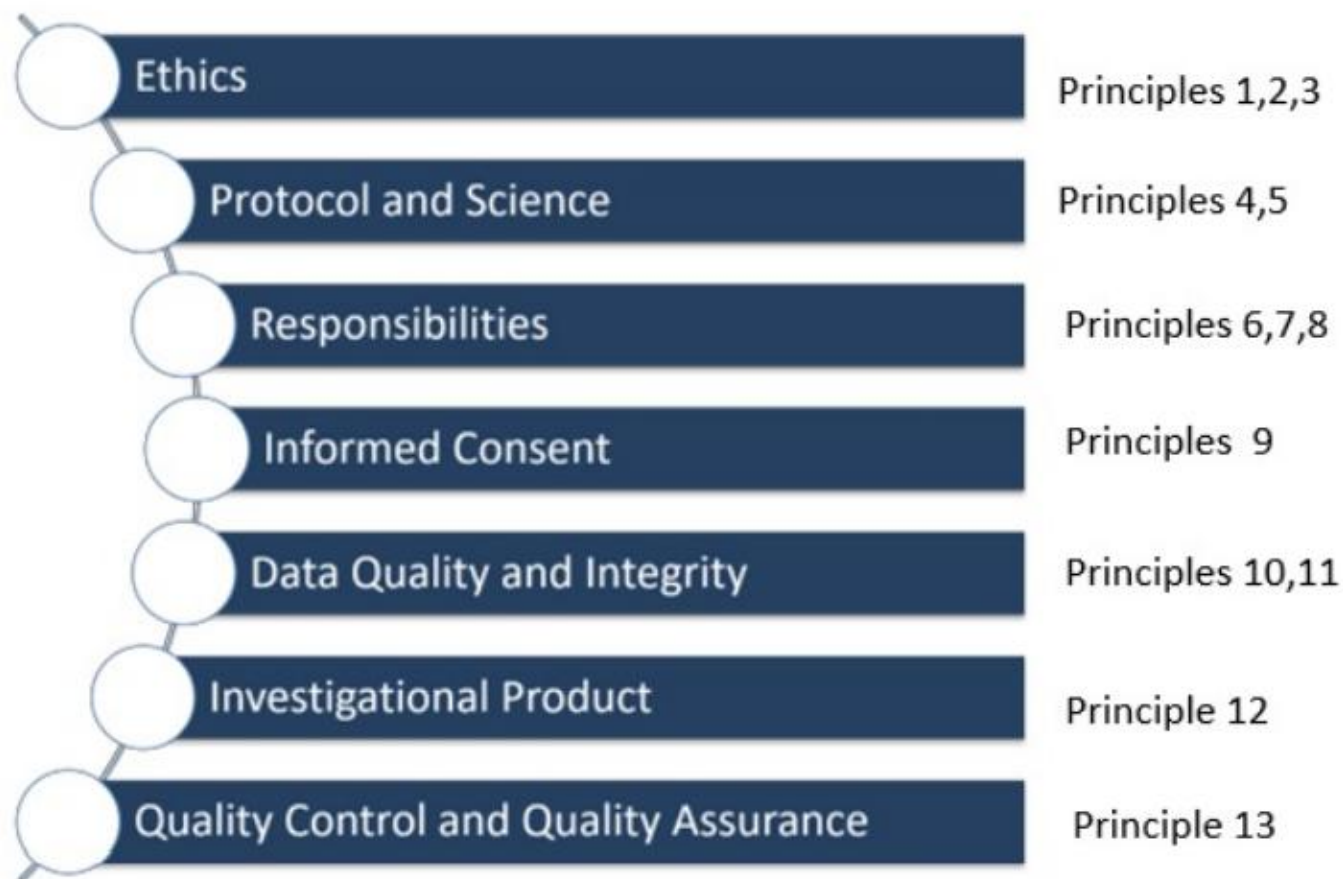 Ethics
Principles 1,2,3
Protocol and Science
Principles 4,5
Responsibilities
Principles 6,7,8
Informed Consent
Principles 9
Data Quality and Integrity
Principles 10,11
Investigational Product
Principle 12
Quality Control and Quality Assurance
Principle 13